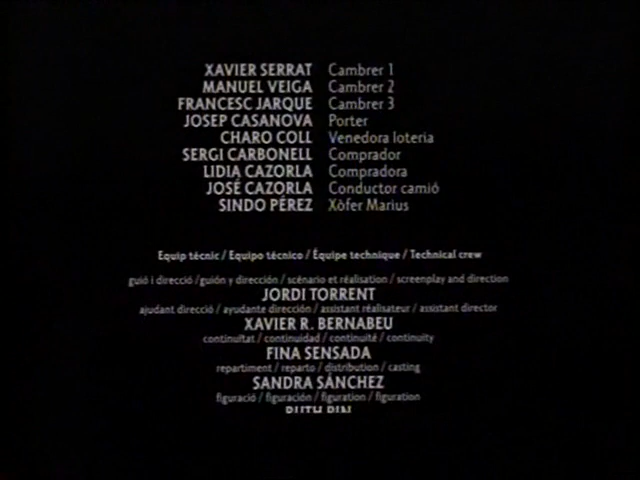 XAVIER SERRAT Cambrer 1
MANUEL VEIGA Cambrer 2
FRANCESC JARQUE Cambrer 3
JOSEP CASANOVA Porter
CHARO COLL Venedora loteria
SERGI CARBONELL Comprador
LIDIA CAZORLA Compradora
JOSÉ CAZORLA Conductor camió
SINDO PÉREZ Xòfer Marius
Equip tècnic / Equipo técnico / Équipe technique / Technical crew
guió i direcció / guión y dirección / scénario et réalisation / screenplay and direction
JORDI TORRENT
ajudant direcció / ayudante dirección / assistant réalisateur / assistant director
XAVIER R. BERNABEU
continuïtat / continuidad / continuité / continuity
FINA SENSADA
repartiment / reparto / distribution / casting
SANDRA SÁNCHEZ
figuració / figuración / figuration / figuration
RUTH